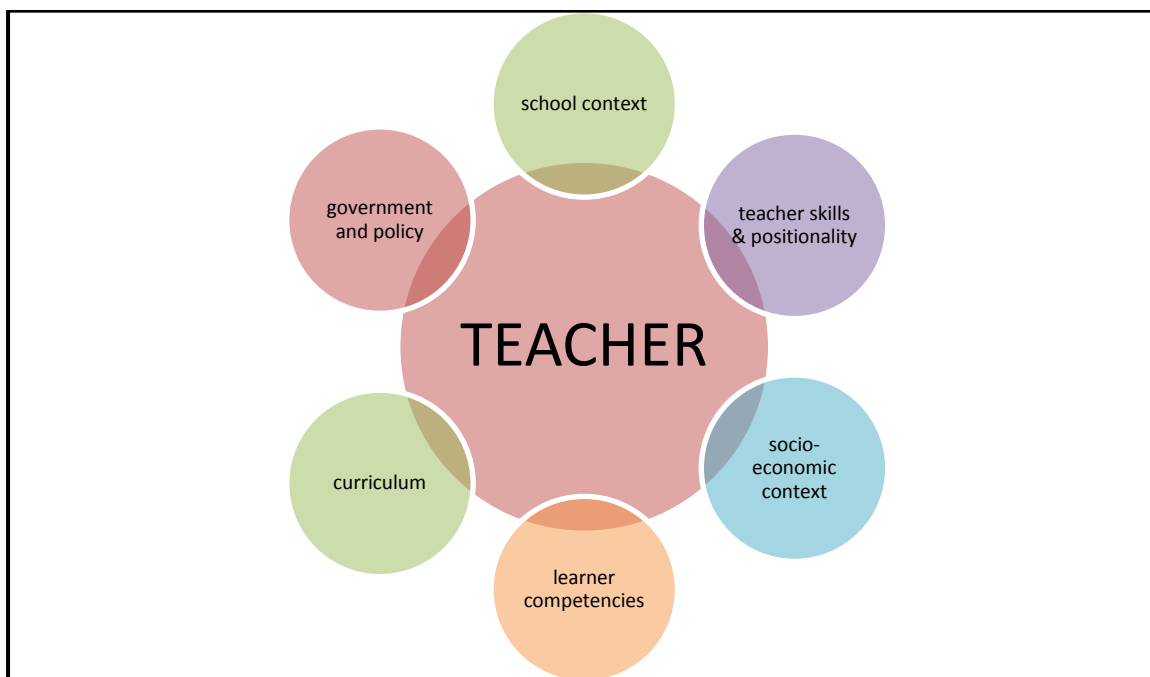 school context
government
and policy
teacher skills
& positionality
TEACHER
curriculum
socio-
economic
context
learner
competencies